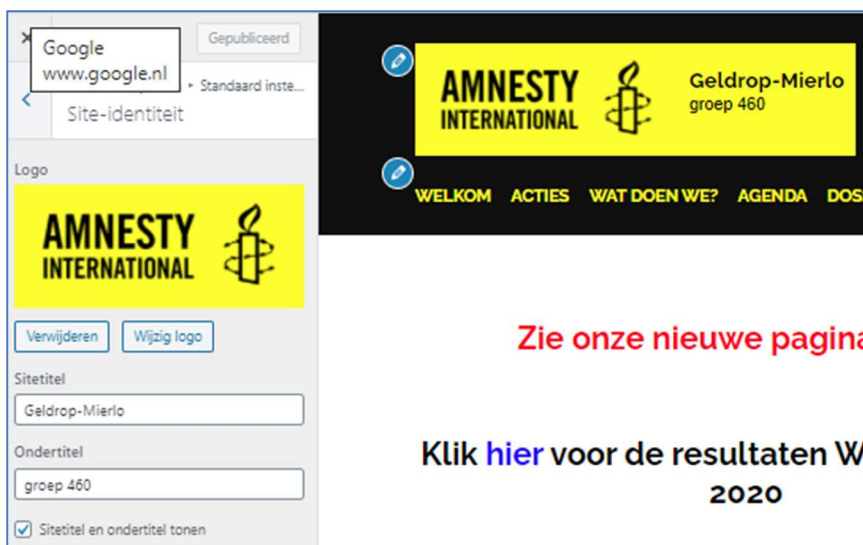 Google
www.google.nl
Gepubliceerd
▸ Standaard inste...
Site-identiteit
Logo
AMNESTY
INTERNATIONAL
Verwijderen
Wijzig logo
Sitetitel
Geldrop-Mierlo
Ondertitel
groep 460
Sitetitel en ondertitel tonen
AMNESTY
INTERNATIONAL
Geldrop-Mierlo
groep 460
WELKOM ACTIES WAT DOEN WE? AGENDA DOS
Zie onze nieuwe pagina
Klik hier voor de resultaten W
2020